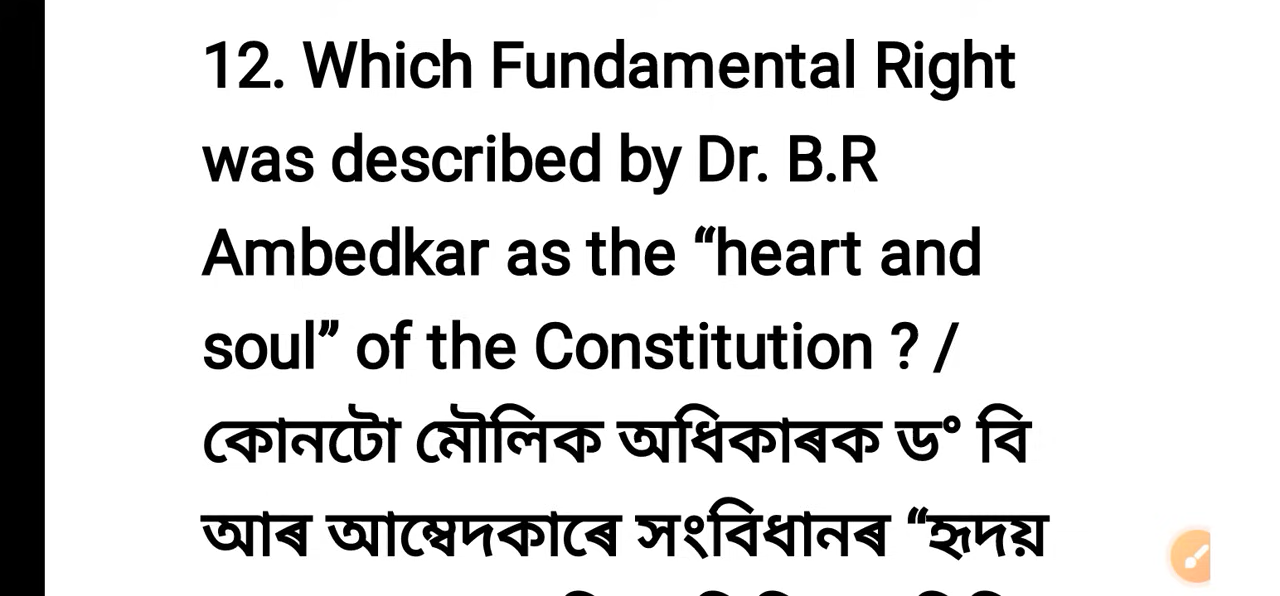 12. Which Fundamental Right
was described by Dr. B.R
Ambedkar as the “heart and
soul” of the Constitution ? /
কোনটো মৌলিক অধিকাৰক ড° বি
আৰ আম্বেদকাৰে সংবিধানৰ “হৃদয়